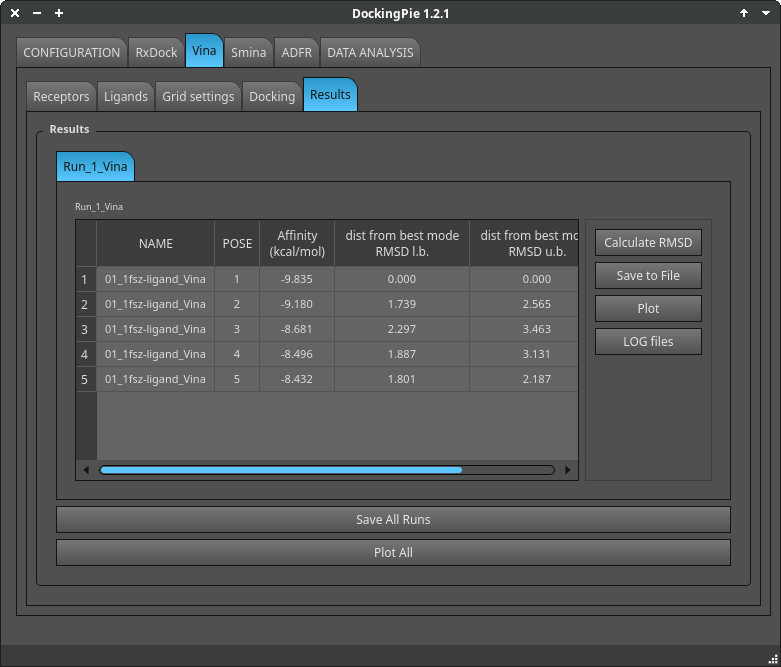 DockingPie 1.2.1
CONFIGURATION RxDock Vina Smina ADFR DATA ANALYSIS
Receptors Ligands Grid settings Docking Results
Results
Run_1_Vina
Run_1_Vina
NAME POSE Affinity (kcal/mol) dist from best mode RMSD l.b. dist from best mo RMSD u.b.
1 01_1fsz-ligand_Vina 1 -9.835 0.000 0.000
2 01_1fsz-ligand_Vina 2 -9.180 1.739 2.565
3 01_1fsz-ligand_Vina 3 -8.681 2.297 3.463
4 01_1fsz-ligand_Vina 4 -8.496 1.887 3.131
5 01_1fsz-ligand_Vina 5 -8.432 1.801 2.187
Calculate RMSD
Save to File
Plot
LOG files
Save All Runs
Plot All